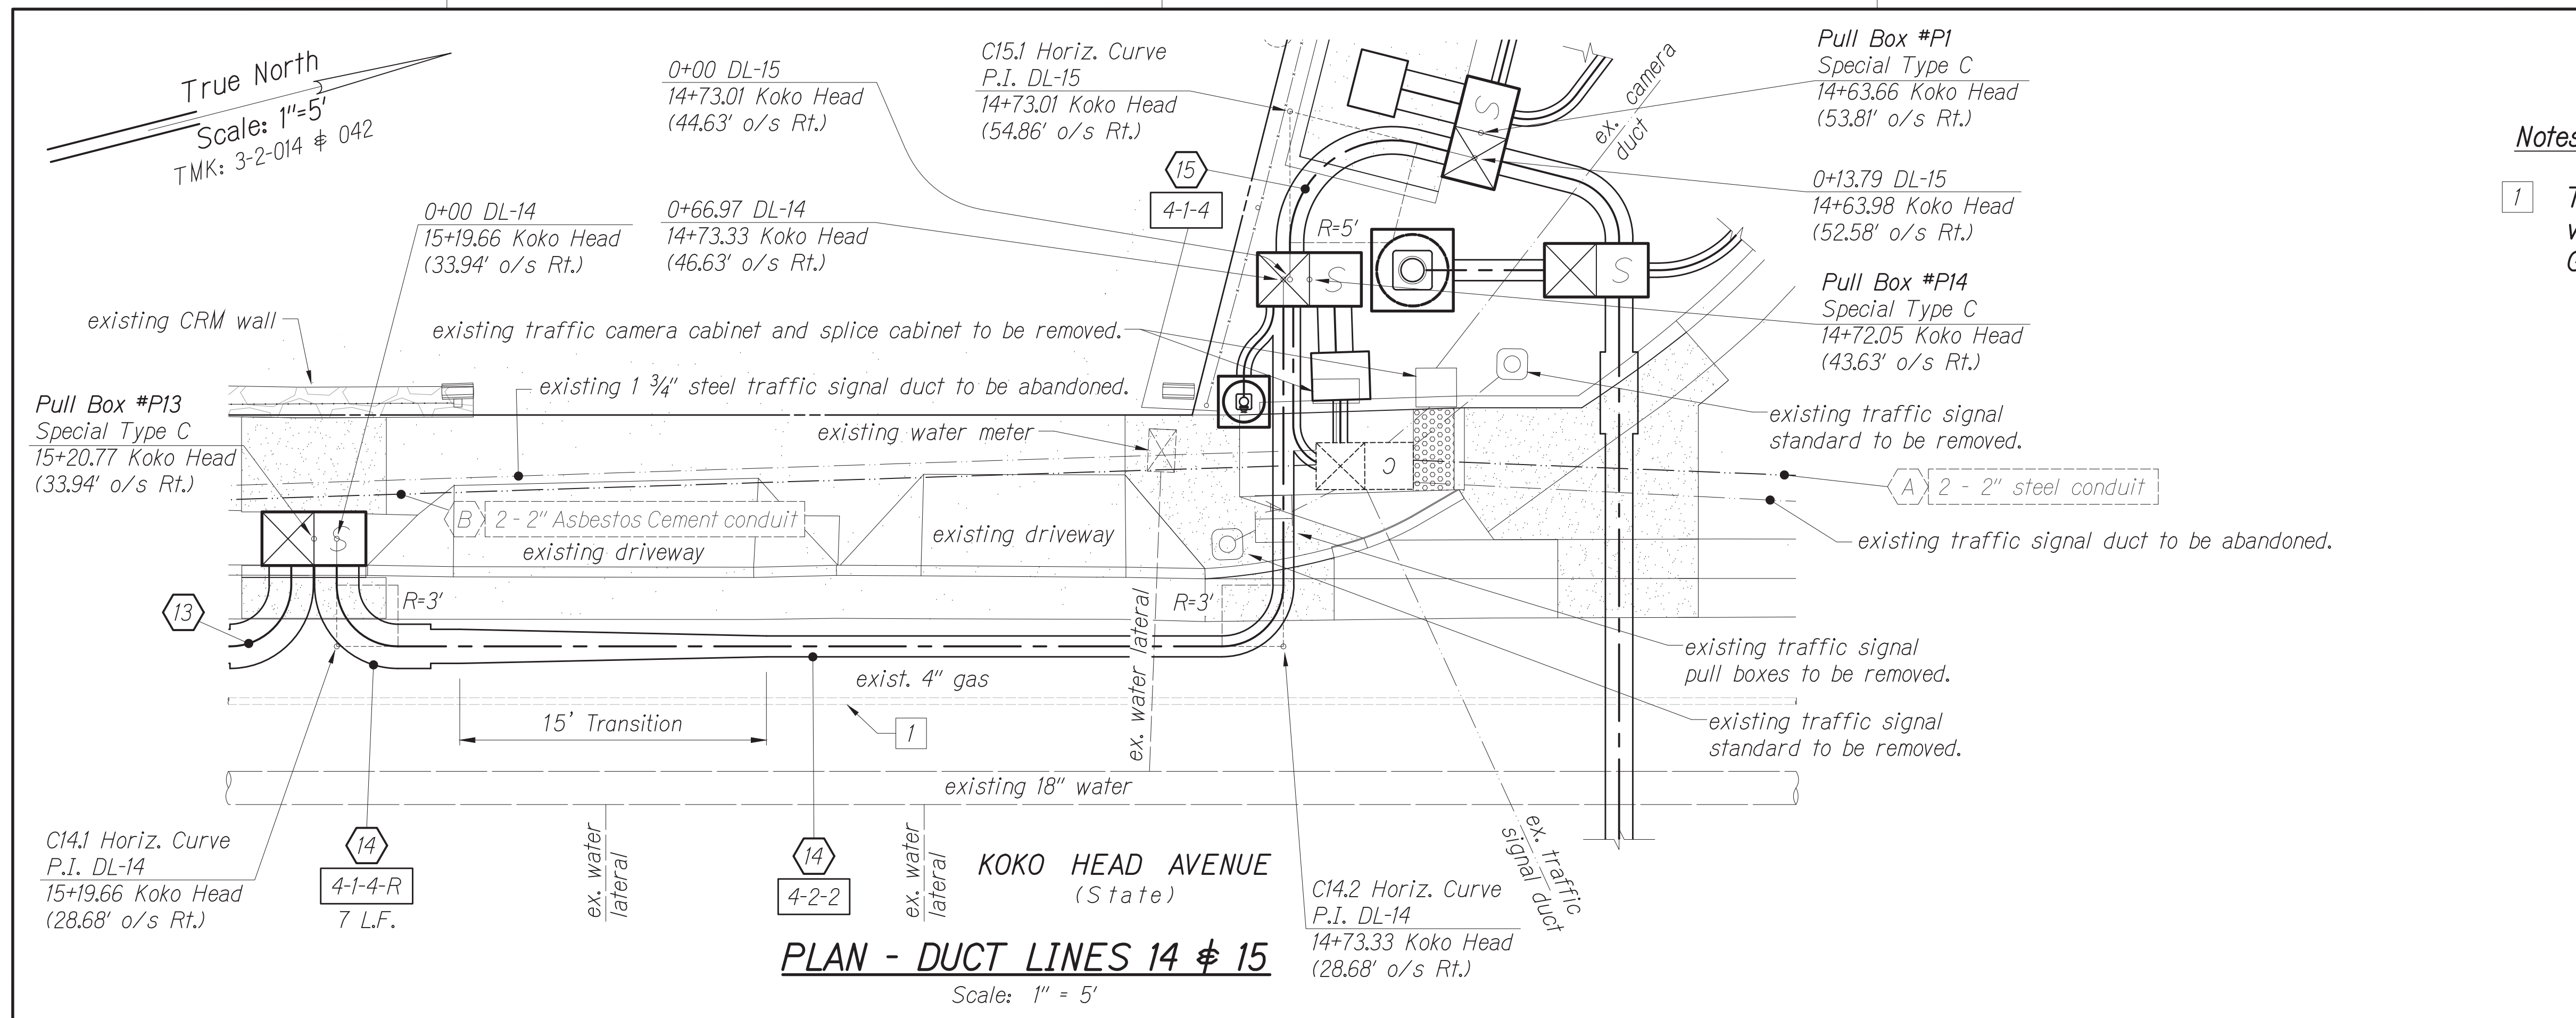 True North
Scale: 1"=5'
TMK: 3-2-014 & 042
0+00 DL-15
14+73.01 Koko Head
(44.63' o/s Rt.)
C15.1 Horiz. Curve
P.I. DL-15
14+73.01 Koko Head
(54.86' o/s Rt.)
Pull Box #P1
Special Type C
14+63.66 Koko Head
(53.81' o/s Rt.)
ex. camera
duct
S
Notes
1
15
4-1-4
0+13.79 DL-15
14+63.98 Koko Head
(52.58' o/s Rt.)
0+00 DL-14
15+19.66 Koko Head
(33.94' o/s Rt.)
0+66.97 DL-14
14+73.33 Koko Head
(46.63' o/s Rt.)
R=5'
S
S
Pull Box #P14
Special Type C
14+72.05 Koko Head
(43.63' o/s Rt.)
existing CRM wall
existing traffic camera cabinet and splice cabinet to be removed.
existing 1 3/4" steel traffic signal duct to be abandoned.
Pull Box #P13
Special Type C
15+20.77 Koko Head
(33.94' o/s Rt.)
existing water meter
existing traffic signal
standard to be removed.
C
A
2 - 2" steel conduit
B
2 - 2" Asbestos Cement conduit
existing driveway
existing driveway
S
existing traffic signal duct to be abandoned.
13
R=3'
R=3'
ex. water lateral
existing traffic signal
pull boxes to be removed.
exist. 4" gas
15' Transition
1
existing traffic signal
standard to be removed.
existing 18" water
C14.1 Horiz. Curve
P.I. DL-14
15+19.66 Koko Head
(28.68' o/s Rt.)
14
4-1-4-R
7 L.F.
ex. water
lateral
14
4-2-2
ex. water
lateral
KOKO HEAD AVENUE
(State)
C14.2 Horiz. Curve
P.I. DL-14
14+73.33 Koko Head
(28.68' o/s Rt.)
ex. traffic
signal duct
PLAN - DUCT LINES 14 & 15
Scale: 1" = 5'